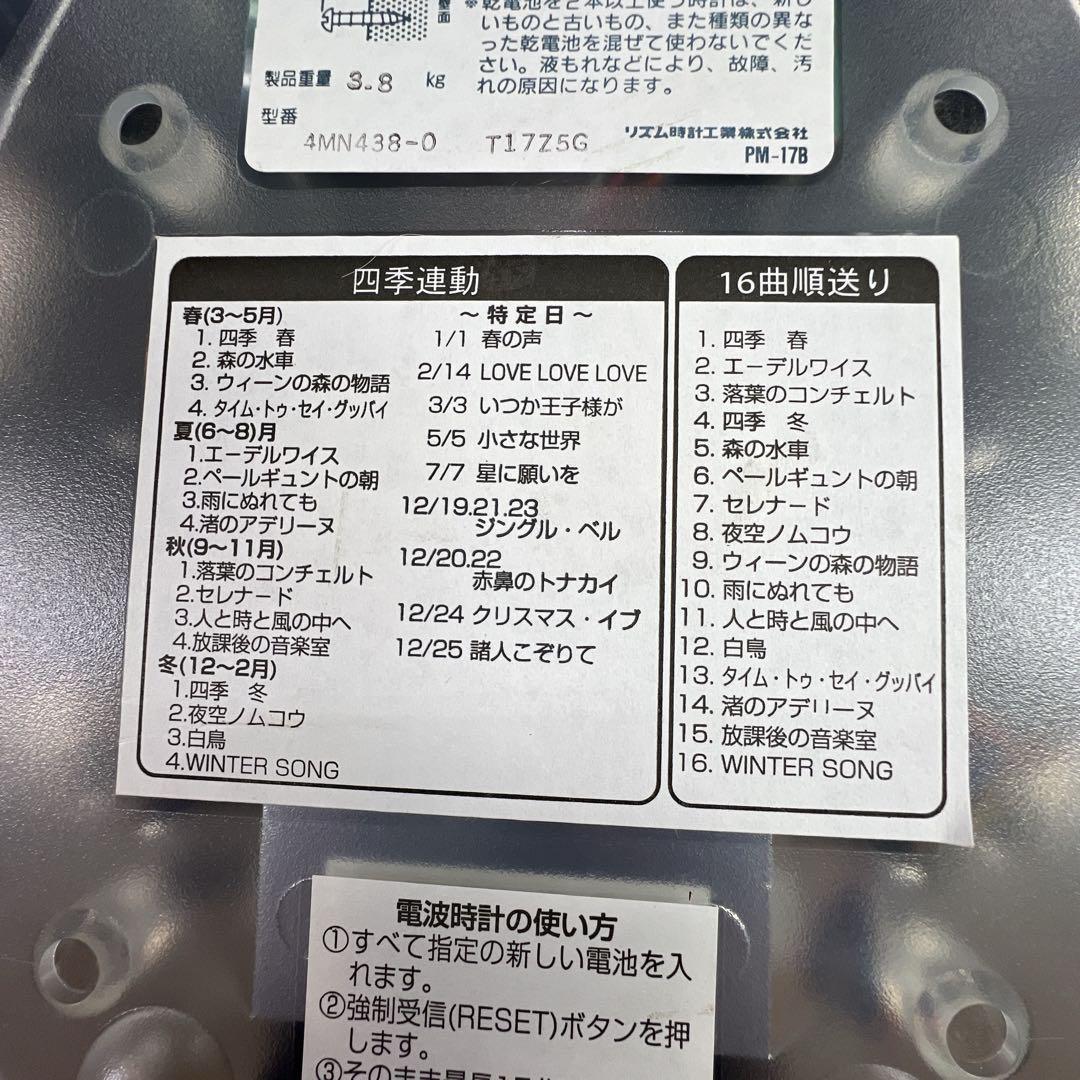 壁面
※乾電池を2本以上使う時計は、新し
いものと古いもの、また種類の異な
った乾電池を混ぜて使わないでくだ
さい。液もれなどにより、故障、汚
れの原因になります。
製品重量 3.8 kg
型番
4MN438-0 T17Z5G
リズム時計工業株式会社
PM-17B
四季連動
春(3〜5月)
1. 四季 春
2. 森の水車
3. ウィーンの森の物語
4. タイム・トゥ・セイ・グッバイ
夏(6〜8)月
1.エーデルワイス
2.ペールギュントの朝
3.雨にぬれても
4.渚のアデリーヌ
秋(9〜11月)
1.落葉のコンチェルト
2.セレナード
3.人と時と風の中へ
4.放課後の音楽室
冬(12〜2月)
1.四季 冬
2.夜空ノムコウ
3.白鳥
4.WINTER SONG
〜特定日〜
1/1 春の声
2/14 LOVE LOVE LOVE
3/3 いつか王子様が
5/5 小さな世界
7/7 星に願いを
12/19.21.23
ジングル・ベル
12/20.22
赤鼻のトナカイ
12/24 クリスマス・イブ
12/25 諸人こぞりて
16曲順送り
1. 四季 春
2. エーデルワイス
3. 落葉のコンチェルト
4. 四季 冬
5. 森の水車
6. ペールギュントの朝
7. セレナード
8. 夜空ノムコウ
9. ウィーンの森の物語
10. 雨にぬれても
11. 人と時と風の中へ
12. 白鳥
13. タイム・トゥ・セイ・グッバイ
14. 渚のアデリーヌ
15. 放課後の音楽室
16. WINTER SONG
電波時計の使い方
①すべて指定の新しい電池を入
れます。
②強制受信(RESET)ボタンを押
します。
③そのまま最長1